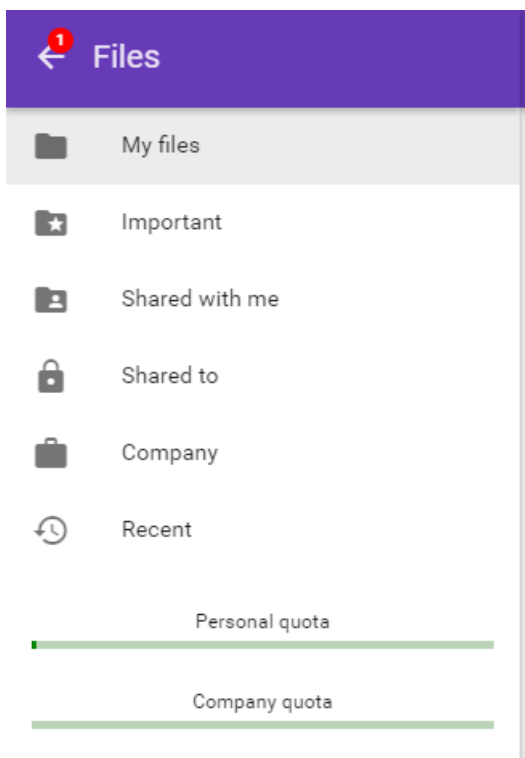 1
Files
My files
Important
Shared with me
Shared to
Company
Recent
Personal quota
Company quota